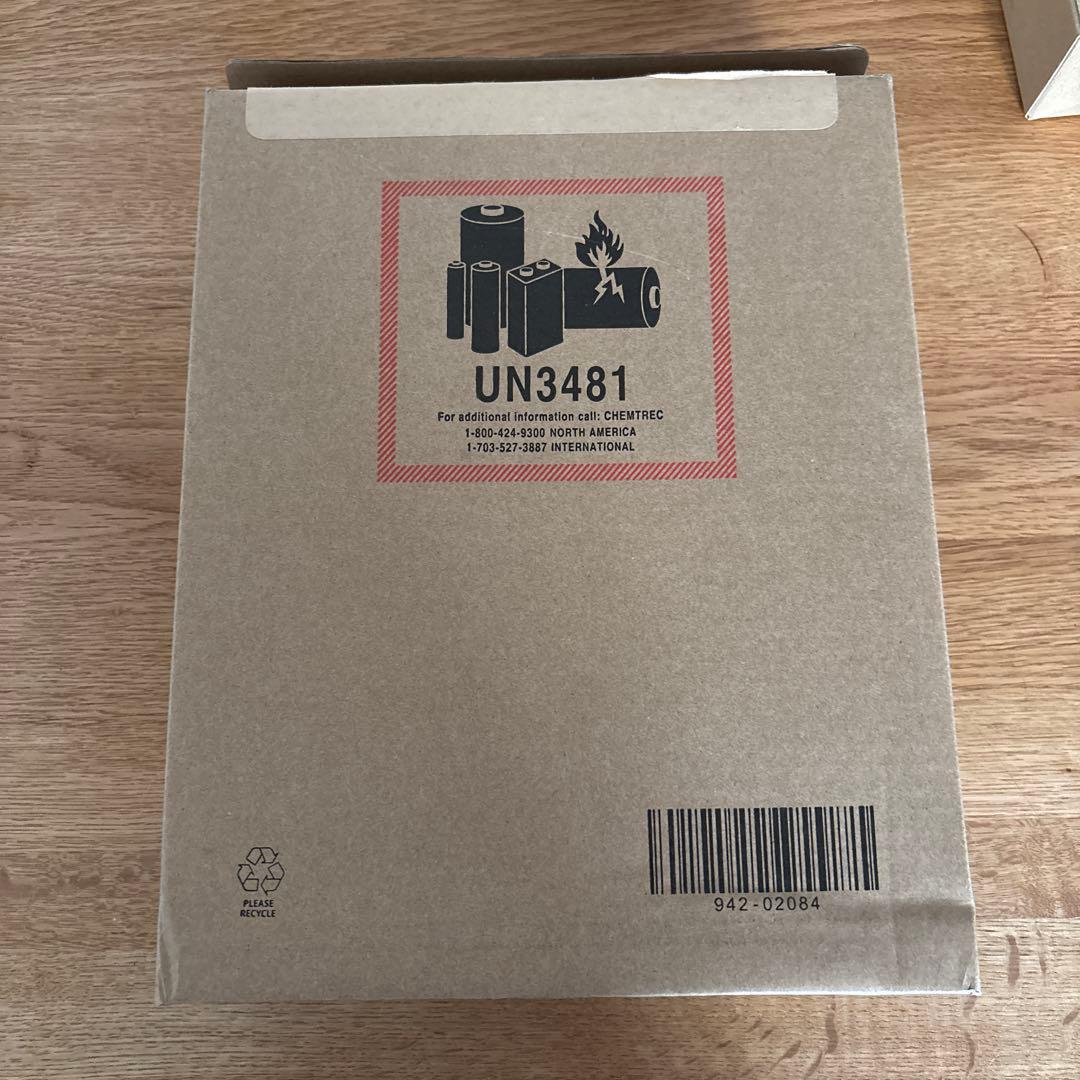 UN3481
For additional information call: CHEMTREC
1-800-424-9300 NORTH AMERICA
1-703-527-3887 INTERNATIONAL
942-02084
PLEASE
RECYCLE